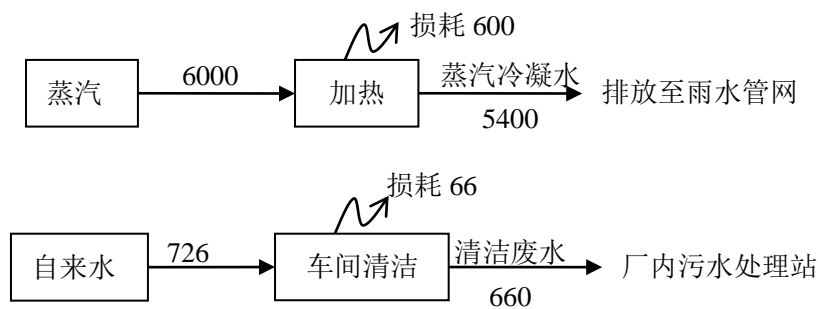 损耗 600
蒸汽
6000
加热
蒸汽冷凝水
5400
排放至雨水管网
损耗 66
自来水
726
车间清洁
清洁废水
660
厂内污水处理站